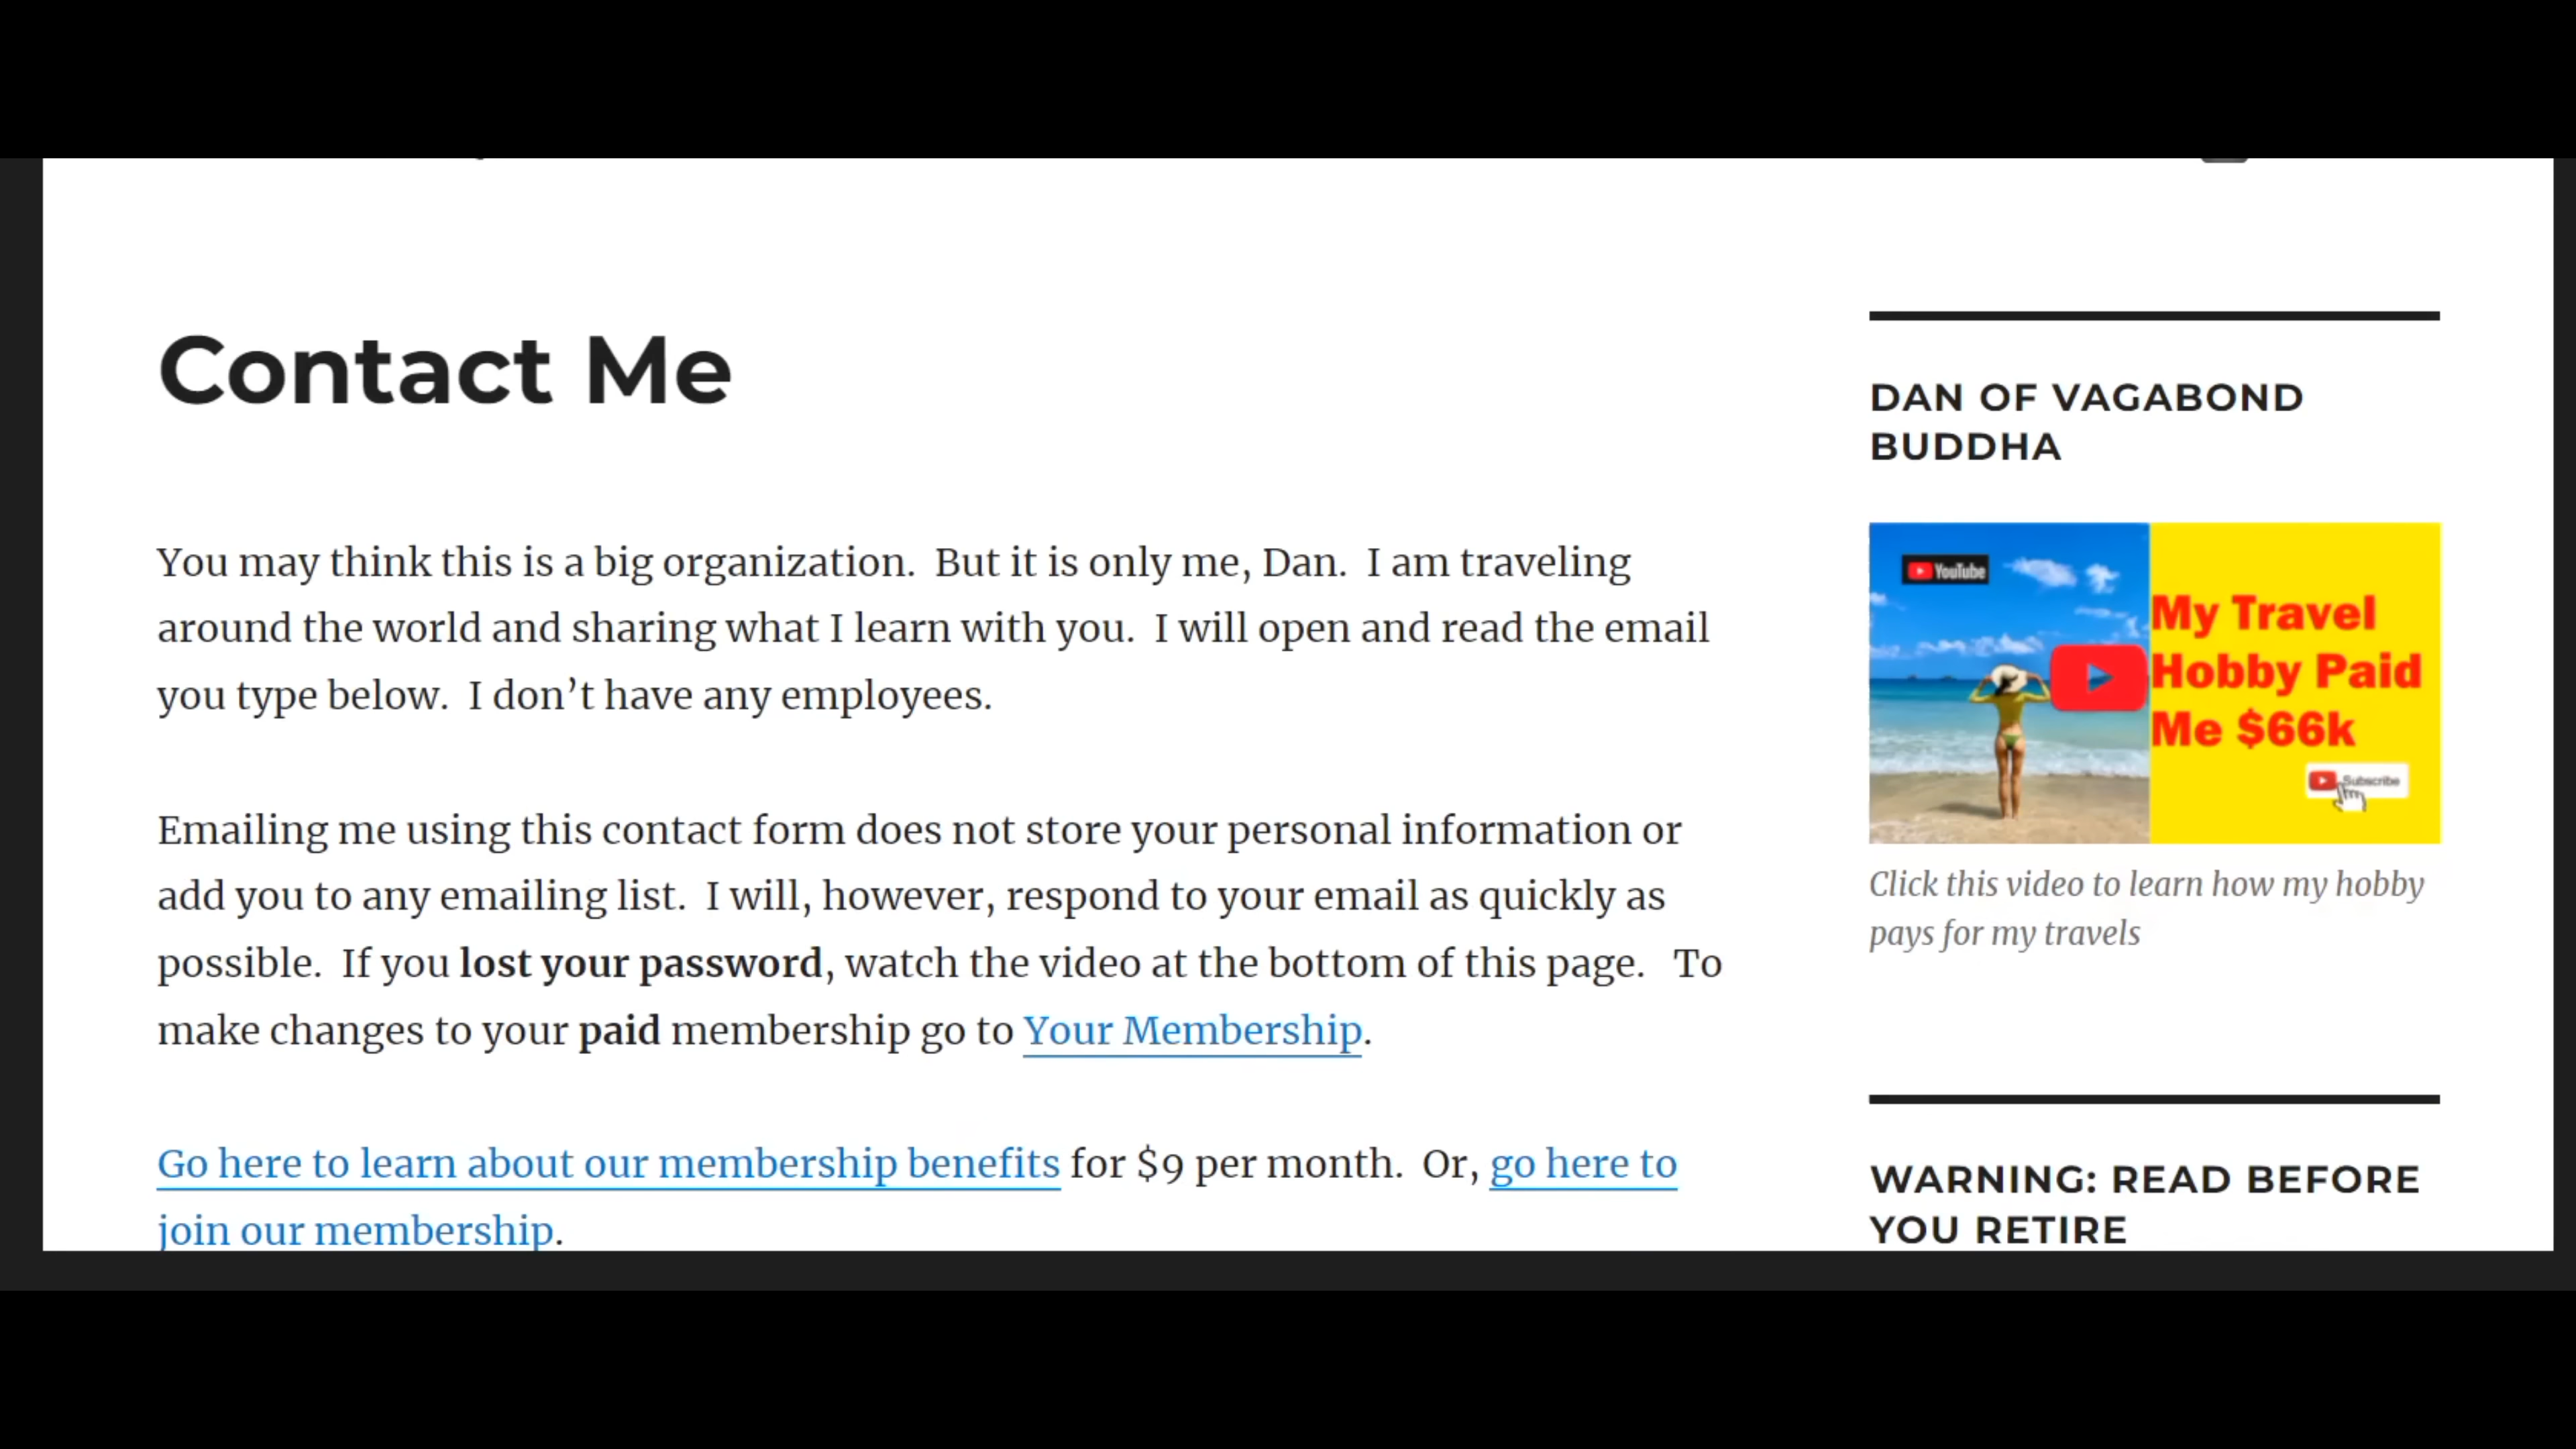 Contact Me
You may think this is a big organization.  But it is only me, Dan.  I am traveling
around the world and sharing what I learn with you.  I will open and read the email
you type below.  I don’t have any employees.
Emailing me using this contact form does not store your personal information or
add you to any emailing list.  I will, however, respond to your email as quickly as
possible.  If you lost your password, watch the video at the bottom of this page.   To
make changes to your paid membership go to Your Membership.
Go here to learn about our membership benefits for $9 per month.  Or, go here to
join our membership.
DAN OF VAGABOND
BUDDHA
YouTube
My Travel
Hobby Paid
Me $66k
Subscribe
Click this video to learn how my hobby
pays for my travels
WARNING: READ BEFORE
YOU RETIRE